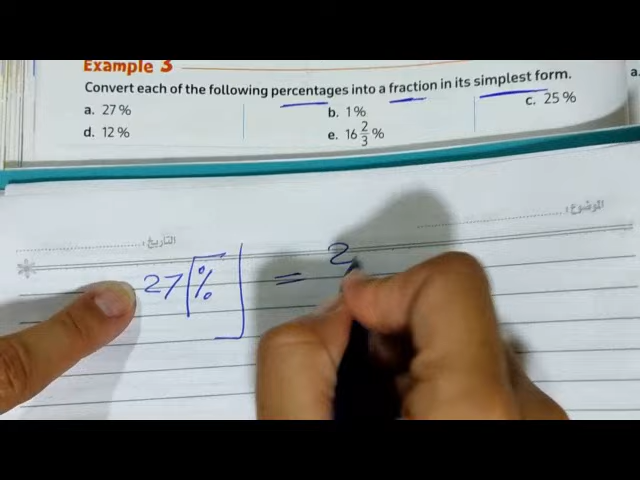 Example 3
Convert each of the following percentages into a fraction in its simplest form.
a. 27% b. 1% c. 25%
d. 12% e. 16 2/3 %
a.
الموضوع :
التاريخ :
27 % = 2